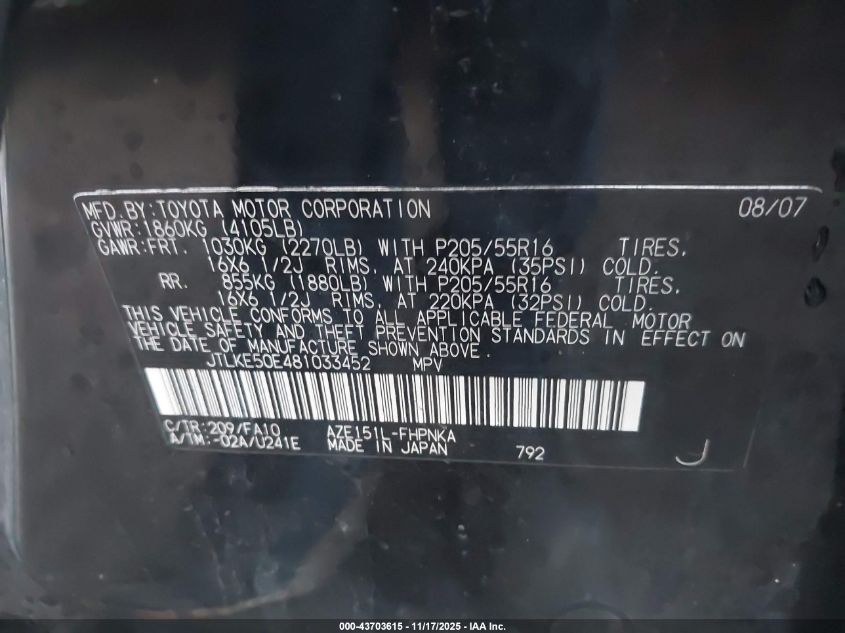 MFD. BY: TOYOTA MOTOR CORPORATION 08/07
GVWR: 1860KG (4105LB)
GAWR: FRT. 1030KG (2270LB) WITH P205/55R16 TIRES.
16X6 1/2J RIMS. AT 240KPA (35PSI) COLD.
RR. 855KG (1880LB) WITH P205/55R16 TIRES.
16X6 1/2J RIMS. AT 220KPA (32PSI) COLD.
THIS VEHICLE CONFORMS TO ALL APPLICABLE FEDERAL MOTOR
VEHICLE SAFETY AND THEFT PREVENTION STANDARDS IN EFFECT ON
THE DATE OF MANUFACTURE SHOWN ABOVE.
JTLKE50E481033452 MPV
C/TR: 209/FA10 AZE151L-FHPNKA
A/TM: -02A/U241E MADE IN JAPAN 792 J
000-43703615 - 11/17/2025 - IAA Inc.